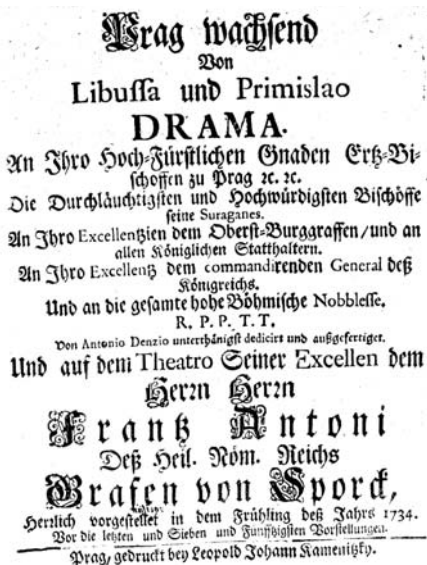 Prag wachsend
Von
Libussa und Primislao
DRAMA.
An Ihro Hoch-Fürstlichen Gnaden Ertz-Bi-
schoffen zu Prag ꝛc. ꝛc.
Die Durchläuchtigsten und Hochwürdigsten Bischöffe
seine Suraganes.
An Ihro Excellentzien dem Oberst-Burggraffen/und an
allen Königlichen Statthaltern.
An Ihro Excellentz dem commandirenden General deß
Königreichs.
Und an die gesamte hohe Böhmische Nobblesse.
R. P. P. T. T.
Von Antonio Denzio unterthänigst dedicirt und außgefertiget.
Und auf dem Theatro Seiner Excellen dem
Herrn Herrn
Frantz Antoni
Deß Heil. Röm. Reichs
Grafen von Sporck,
Herrlich vorgestellet in dem Frühling deß Jahrs 1734.
Vor die letzten und Sieben und Funfftzigsten Vorstellungen.
Prag, gedruckt bey Leopold Johann Kamenitzky.